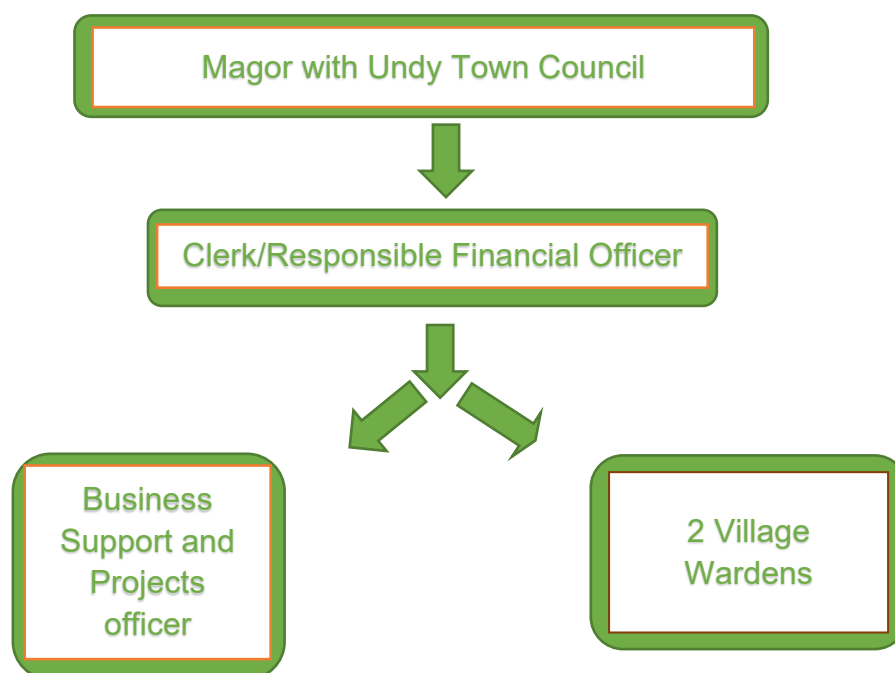 Magor with Undy Town Council
Clerk/Responsible Financial Officer
Business
Support and
Projects
officer
2 Village
Wardens